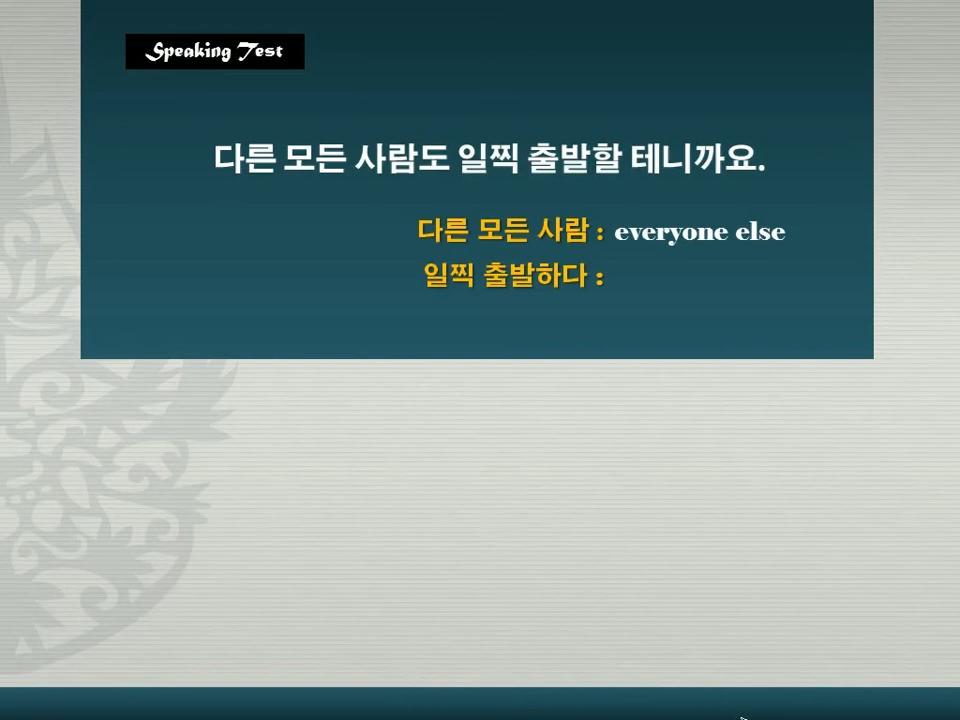 Speaking Test
다른 모든 사람도 일찍 출발할 테니까요.
다른 모든 사람 : everyone else
일찍 출발하다 :